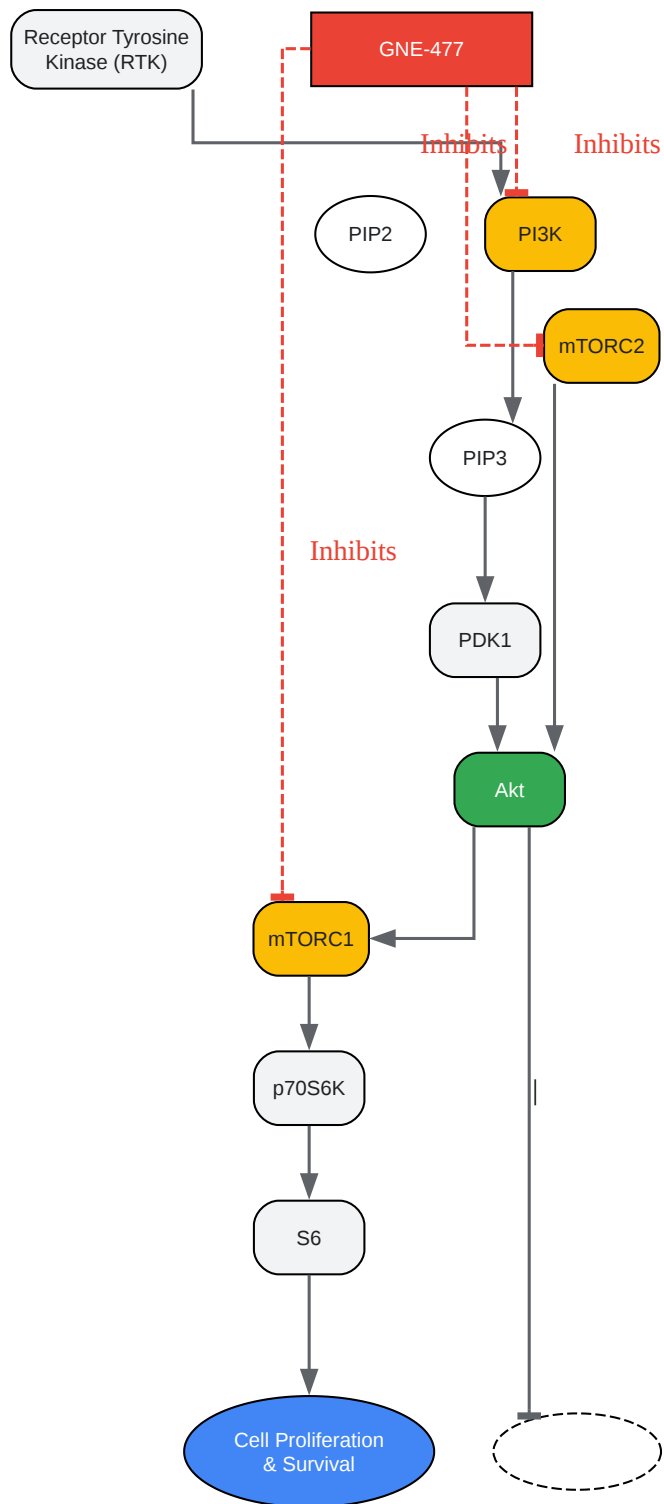 Receptor Tyrosine
Kinase (RTK)
GNE-477
Inhibits
Inhibits
PIP2
PI3K
mTORC2
PIP3
Inhibits
PDK1
Akt
mTORC1
p70S6K
|
S6
Cell Proliferation
& Survival